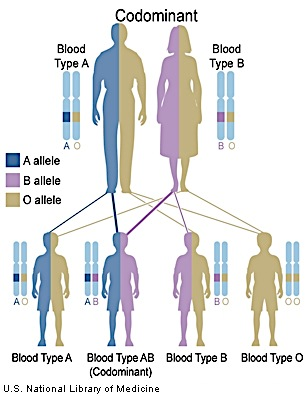 Codominant
Blood
Type A
Blood
Type B
A O
B O
A allele
B allele
O allele
A O
A B
B O
O O
Blood Type A
Blood Type AB
(Codominant)
Blood Type B
Blood Type O
U.S. National Library of Medicine